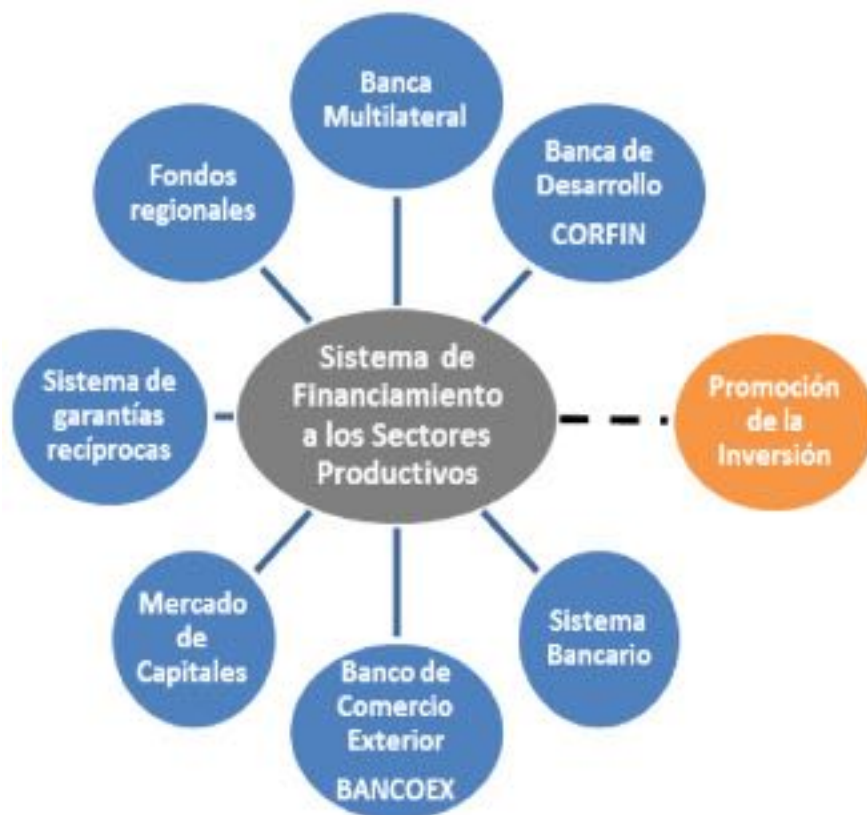 Banca
Multilateral
Banca de
Desarrollo
CORFIN
Fondos
regionales
Sistema de
Financiamiento
a los Sectores
Productivos
Sistema de
garantías
recíprocas
Promoción
de la
Inversión
Mercado
de
Capitales
Sistema
Bancario
Banco de
Comercio
Exterior
BANCOEX